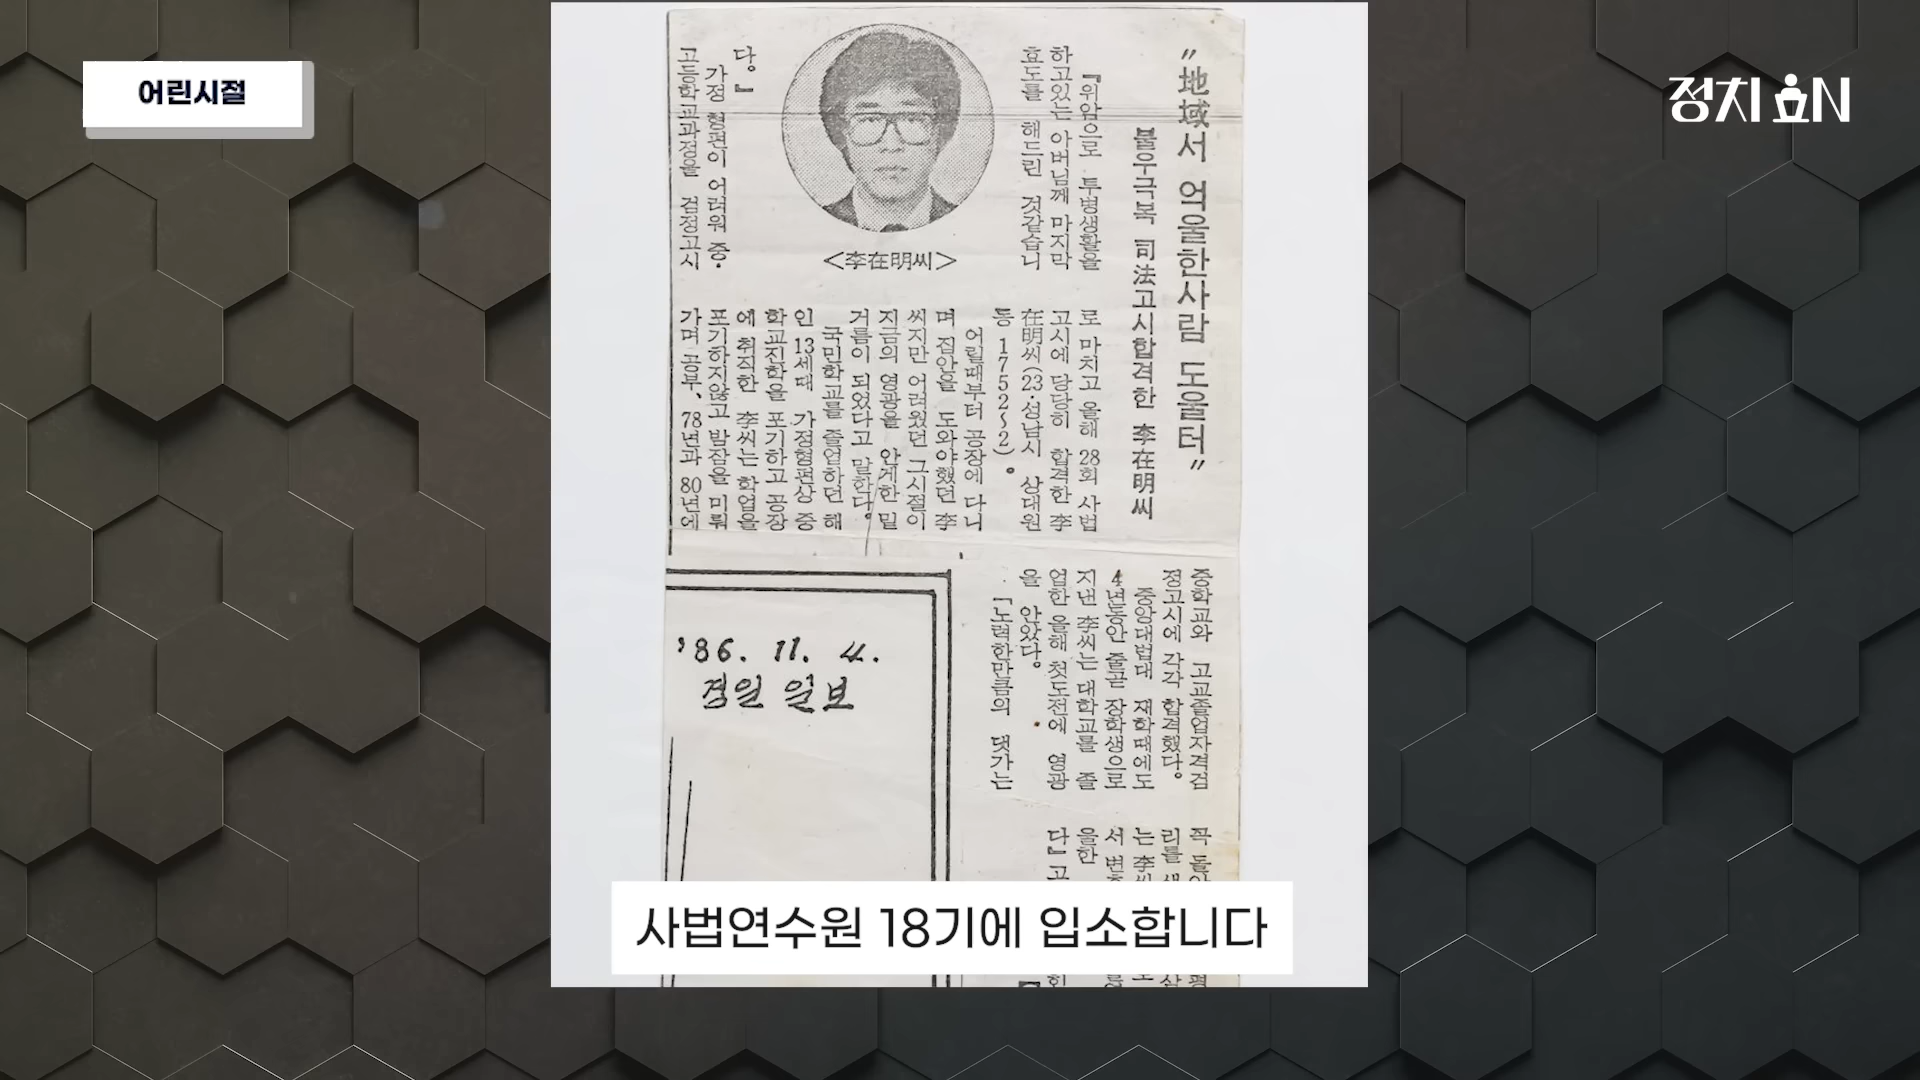 어린시절
정치 N
〃地域서 억울한사람 도울터〃
불우극복 司法고시합격한 李在明씨
『위암으로 투병생활을
하고있는 아버님께 마지막
효도를 해드린 것같습니
다。』
가정 형편이 어려워 중·
고등학교과정을 검정고시
<李在明씨>
로 마치고 올해 28회 사법
고시에 당당히 합격한 李
在明씨(23·성남시 상대원
동 1752~2)。
어릴때부터 공장에 다니
며 집안을 도와야했던 李
씨지만 어려웠던 그시절이
지금의 영광을 안게한 밑
거름이 되었다고 말한다。
국민학교를 졸업하던 해
인 13세때 가정형편상 중
학교진학을 포기하고 공장
에 취직한 李씨는 학업을
포기하지않고 밤잠을 미뤄
가며 공부、78년과 80년에
중학교와 고교졸업자격검
정고시에 각각 합격했다。
중앙대법대 재학때에도
4년동안 줄곧 장학생으로
지낸 李씨는 대학교를 졸
업한 올해 첫도전에 영광
을 안았다。
『노력한만큼의 댓가는
꼭
리를
는 李씨
서
울한
다』고
'86. 11. 4.
경인일보
사법연수원 18기에 입소합니다